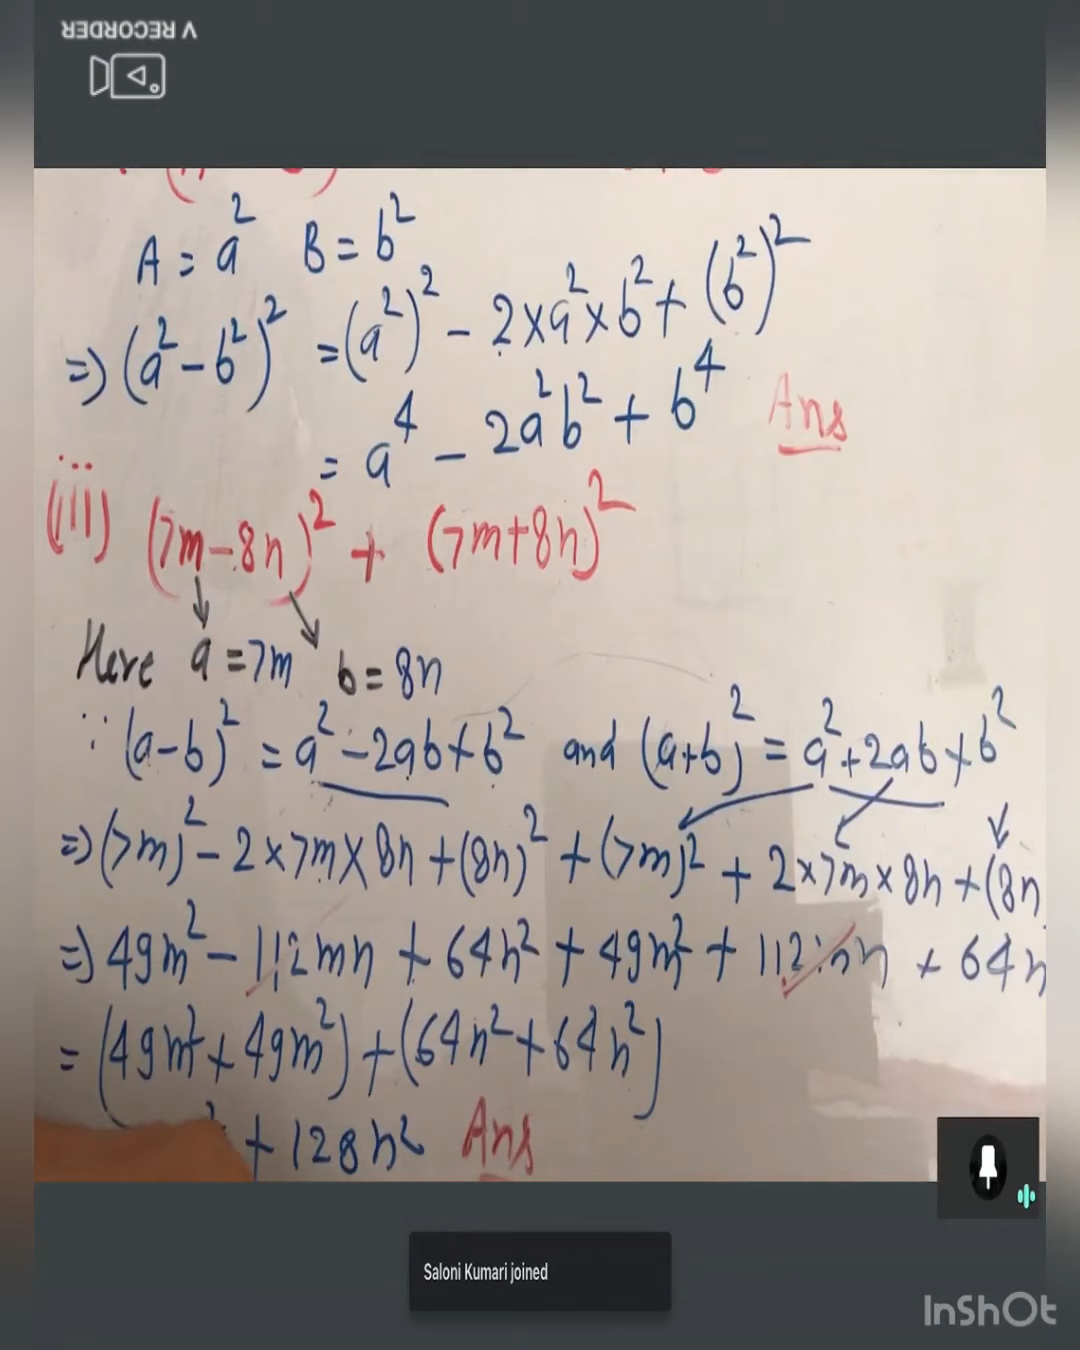 V RECORDER
A = a² B = b²
⇒ (a² - b²)² = (a²)² - 2×a²×b² + (b²)²
= a⁴ - 2a²b² + b⁴ Ans
(iii) (7m - 8n)² + (7m + 8n)²
Here a = 7m b = 8n
∵ (a-b)² = a² - 2ab + b² and (a+b)² = a² + 2ab + b²
⇒ (7m)² - 2×7m×8n + (8n)² + (7m)² + 2×7m×8n + (8n
⇒ 49m² - 112mn + 64n² + 49m² + 112mn + 64n
= (49m² + 49m²) + (64n² + 64n²)
+ 128n² Ans
Saloni Kumari joined
InShOt